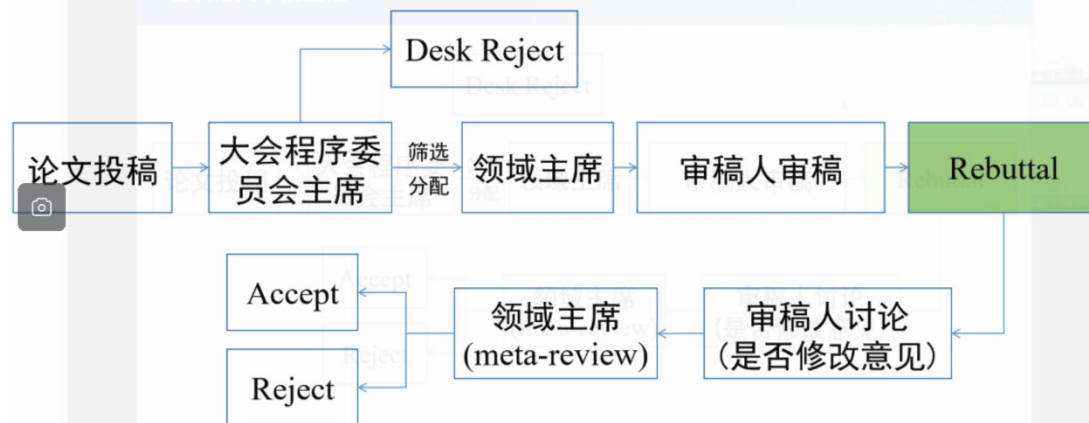 Desk Reject
论文投稿
大会程序委
员会主席
筛选
分配
领域主席
审稿人审稿
Rebuttal
Accept
Reject
领域主席
(meta-review)
审稿人讨论
(是否修改意见)